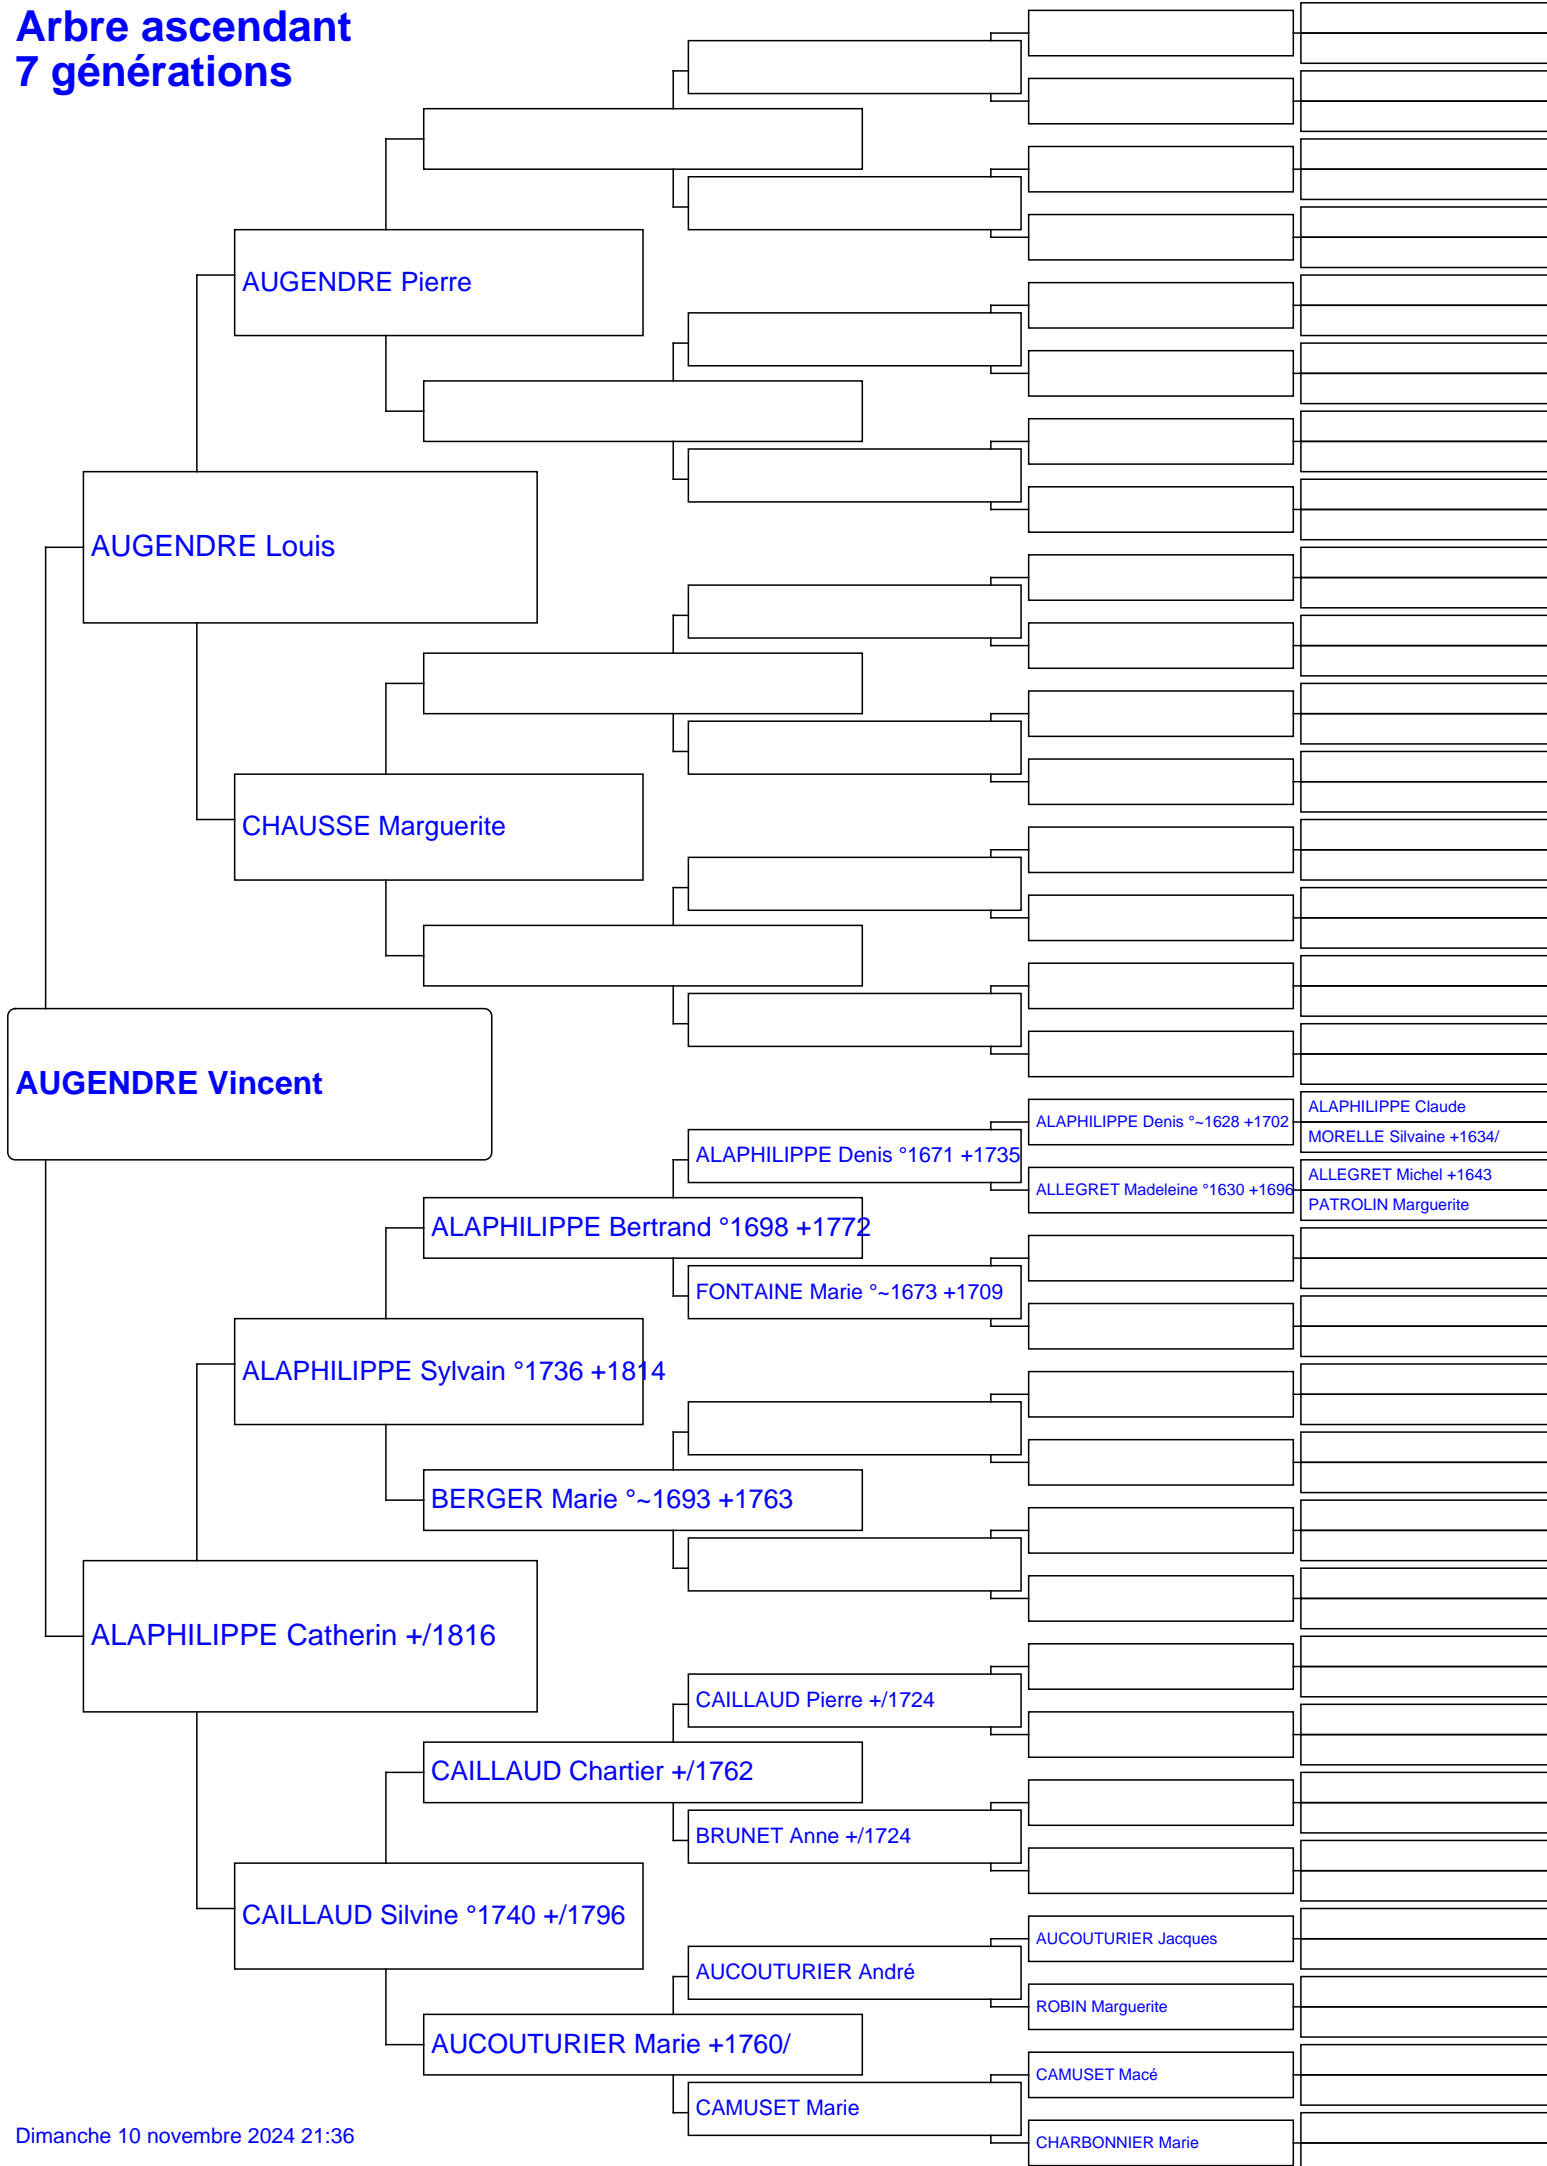 Arbre ascendant
7 générations
AUGENDRE Pierre
AUGENDRE Louis
CHAUSSE Marguerite
AUGENDRE Vincent
ALAPHILIPPE Denis °~1628 +1702
ALAPHILIPPE Claude
MORELLE Silvaine +1634/
ALAPHILIPPE Denis °1671 +1735
ALLEGRET Madeleine °1630 +1696
ALLEGRET Michel +1643
PATROLIN Marguerite
ALAPHILIPPE Bertrand °1698 +1772
FONTAINE Marie °~1673 +1709
ALAPHILIPPE Sylvain °1736 +1814
BERGER Marie °~1693 +1763
ALAPHILIPPE Catherin +/1816
CAILLAUD Pierre +/1724
CAILLAUD Chartier +/1762
BRUNET Anne +/1724
CAILLAUD Silvine °1740 +/1796
AUCOUTURIER Jacques
AUCOUTURIER André
ROBIN Marguerite
AUCOUTURIER Marie +1760/
CAMUSET Macé
CAMUSET Marie
CHARBONNIER Marie
Dimanche 10 novembre 2024 21:36